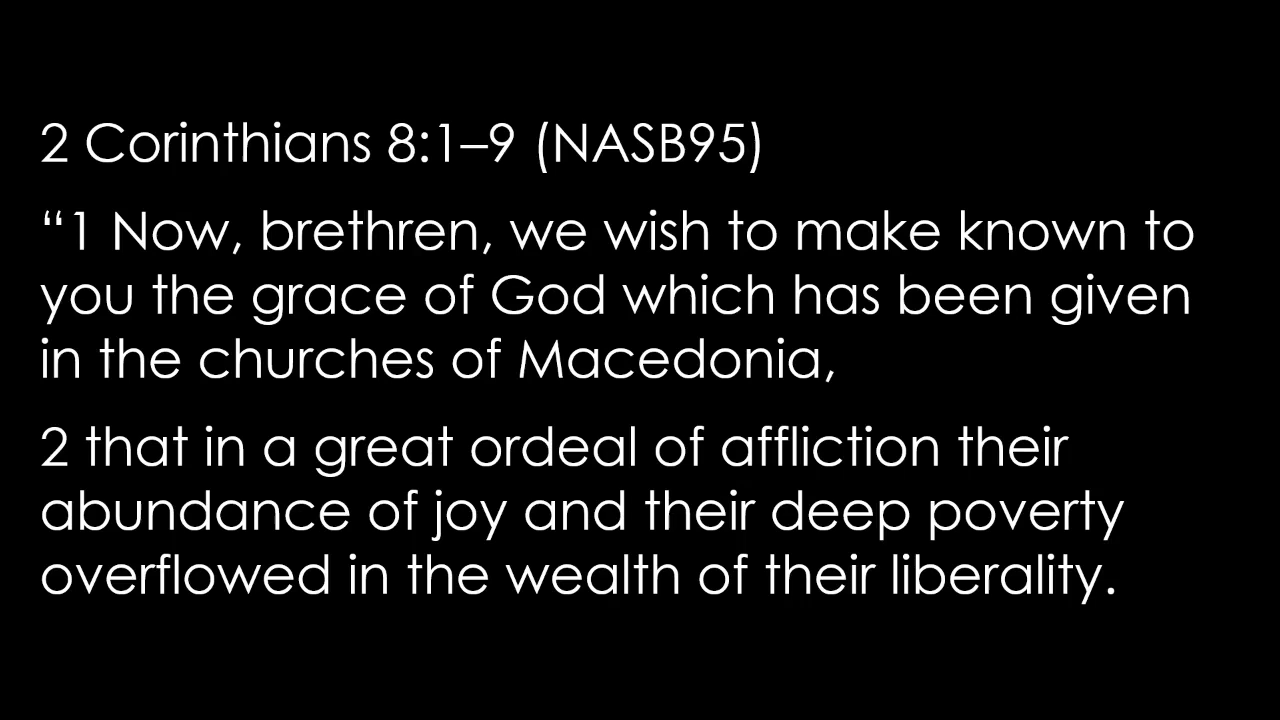 2 Corinthians 8:1–9 (NASB95)
“1 Now, brethren, we wish to make known to
you the grace of God which has been given
in the churches of Macedonia,
2 that in a great ordeal of affliction their
abundance of joy and their deep poverty
overflowed in the wealth of their liberality.